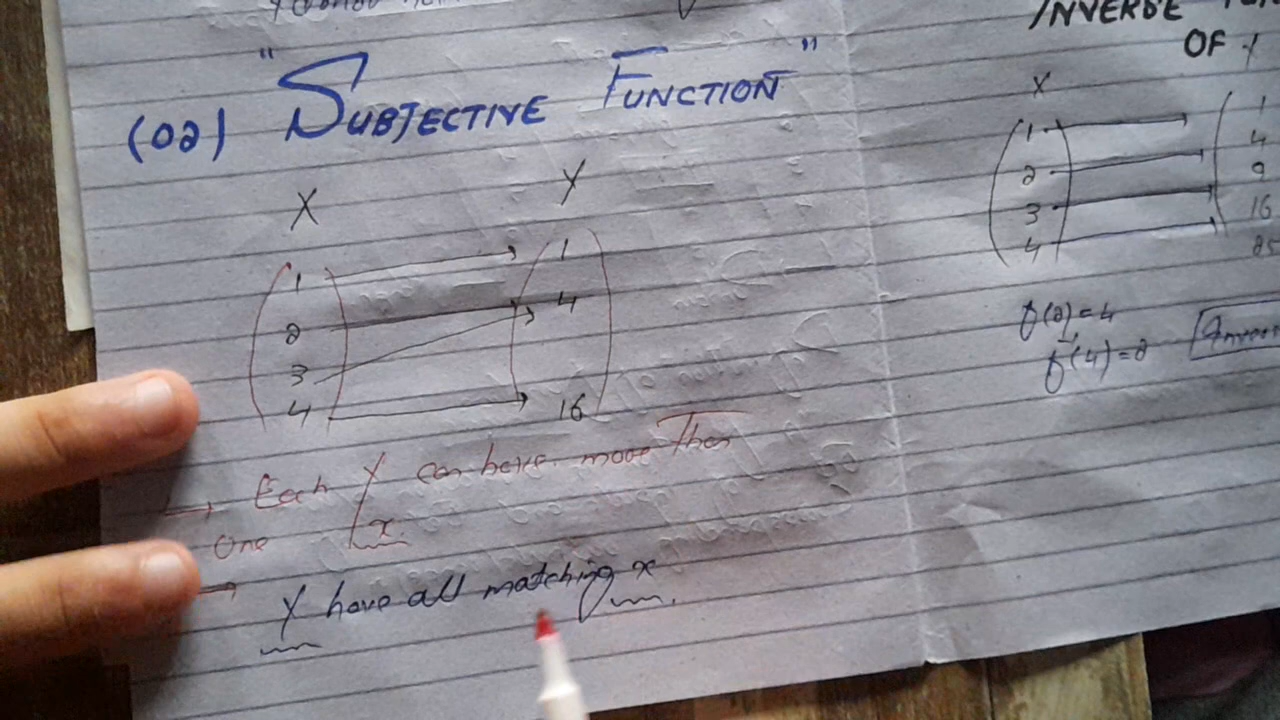 (02) "SUBJECTIVE FUNCTION"
X Y
1 1
2 4
3
4 16
→ Each Y can have more Than
one x.
→ Y have all matching x
INVERSE
OF
X
1 1
2 4
3 9
4 16
25
f(2) = 4
f⁻¹(4) = 2